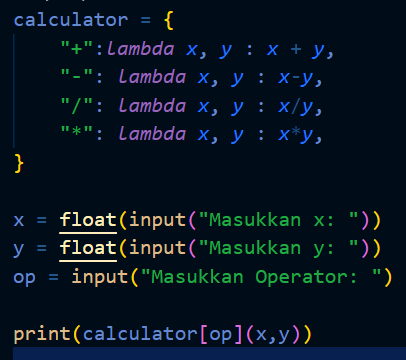 calculator = {
    "+":lambda x, y : x + y,
    "-": lambda x, y : x-y,
    "/": lambda x, y : x/y,
    "*": lambda x, y : x*y,
}

x = float(input("Masukkan x: "))
y = float(input("Masukkan y: "))
op = input("Masukkan Operator: ")

print(calculator[op](x,y))